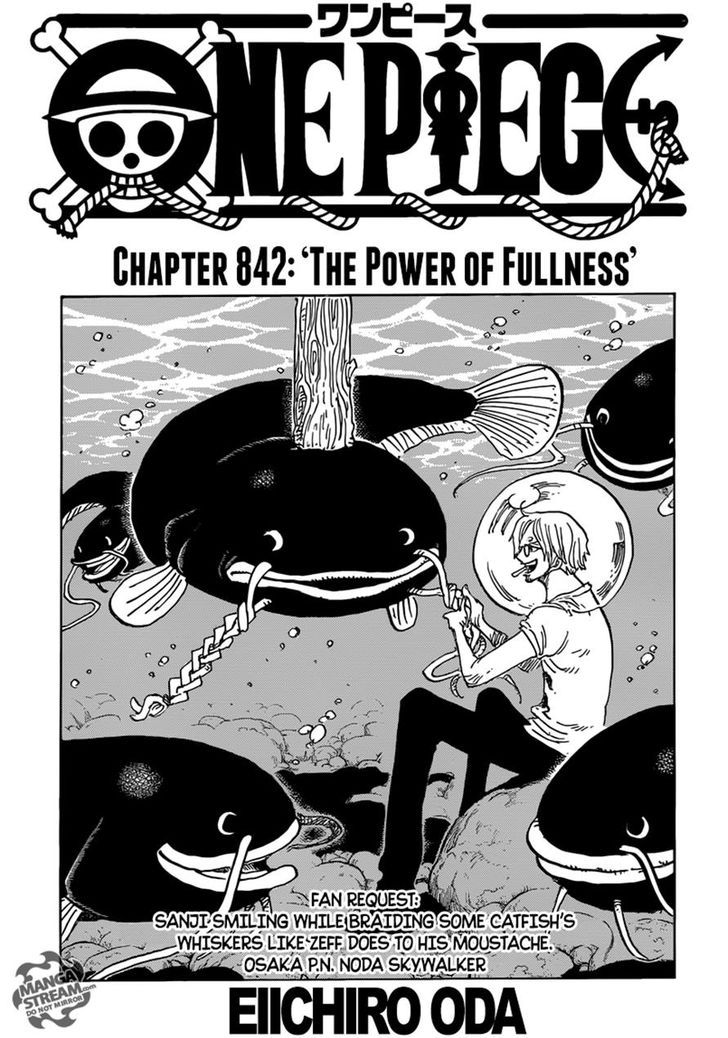 ワンピース
ONE PIECE
CHAPTER 842: ‘THE POWER OF FULLNESS’
FAN REQUEST:
SANJI SMILING WHILE BRAIDING SOME CATFISH'S
WHISKERS LIKE ZEFF DOES TO HIS MOUSTACHE.
OSAKA P.N. NODA SKYWALKER
MANGA
STREAM.com
DO NOT MIRROR
EIICHIRO ODA